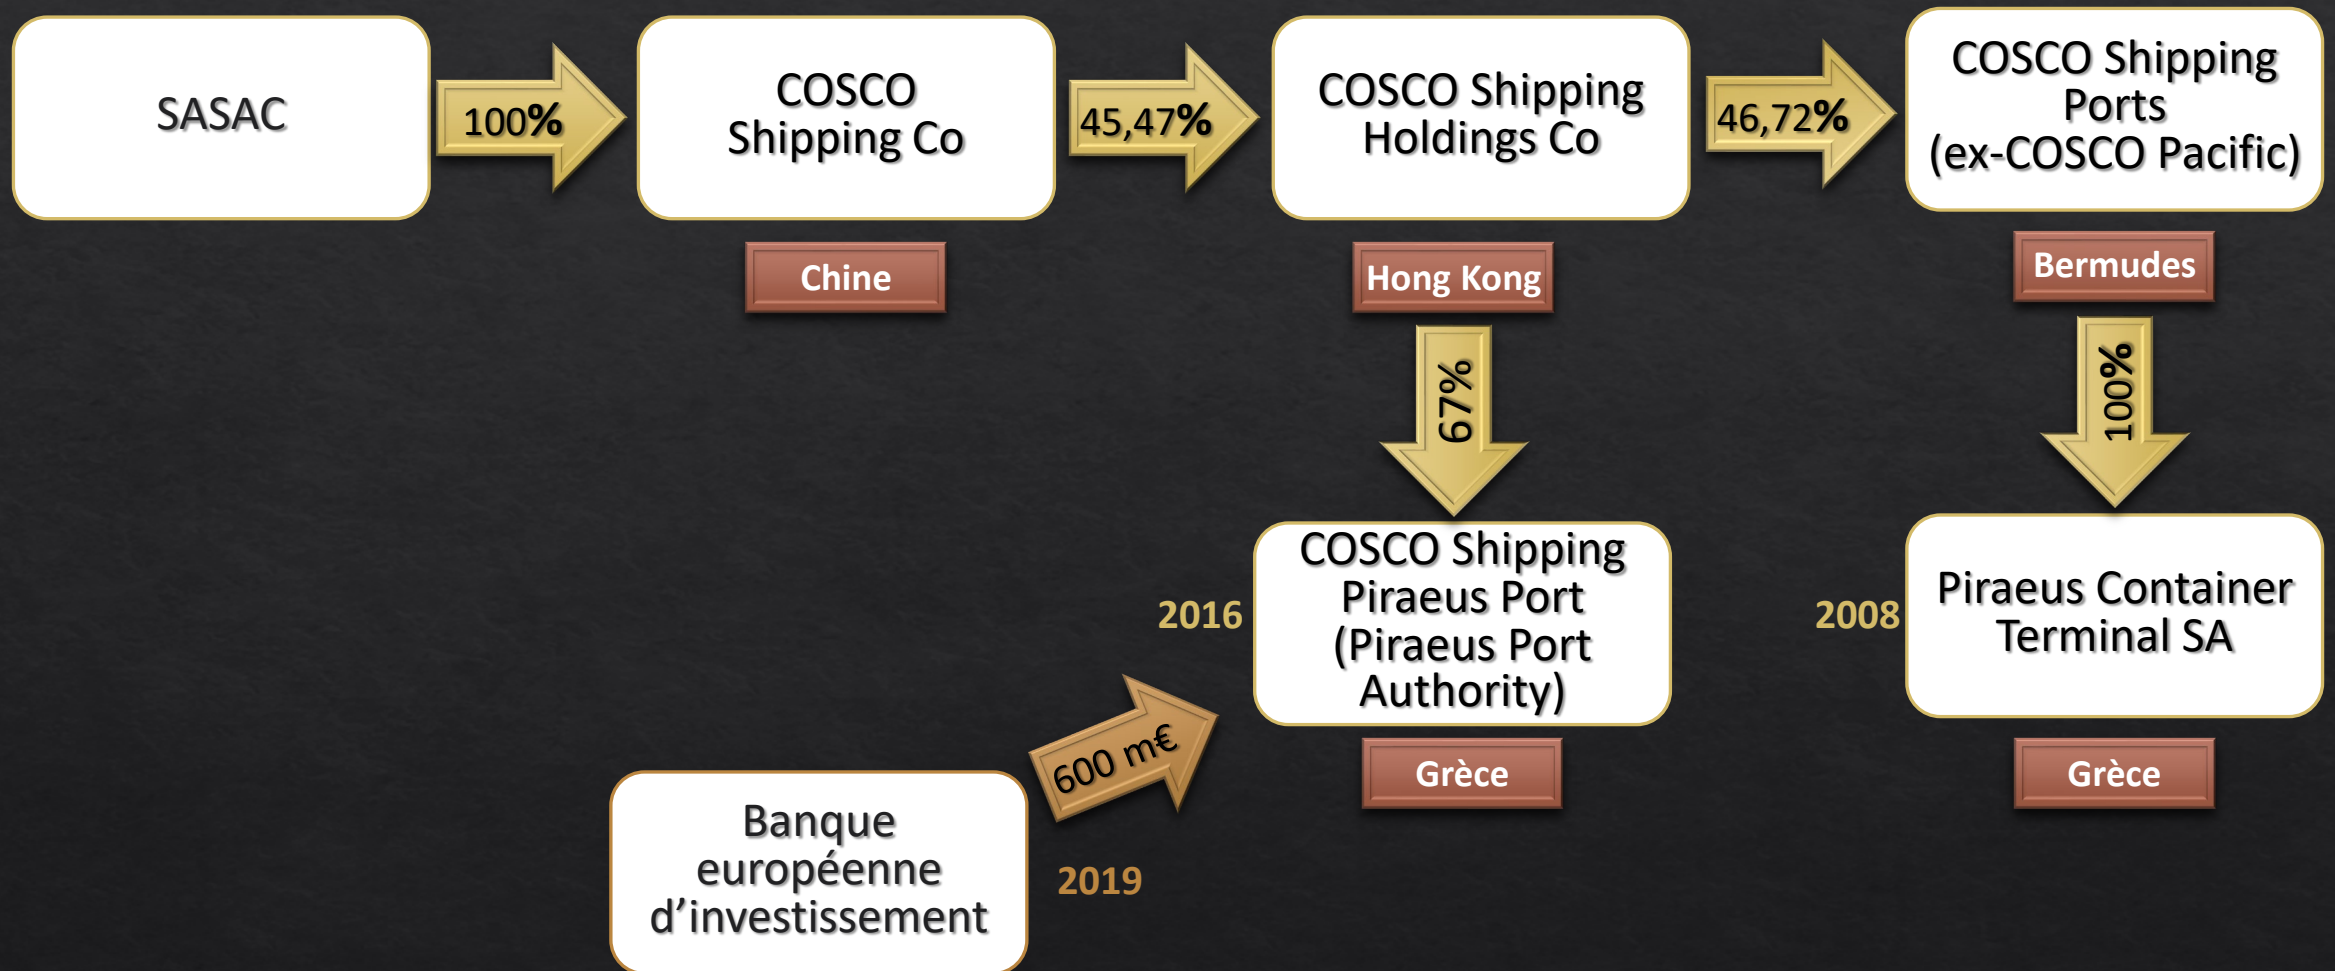 SASAC
100%
COSCO
Shipping Co
45,47%
COSCO Shipping
Holdings Co
46,72%
COSCO Shipping
Ports
(ex-COSCO Pacific)
Chine
Hong Kong
Bermudes
67%
100%
2016
COSCO Shipping
Piraeus Port
(Piraeus Port
Authority)
2008
Piraeus Container
Terminal SA
600 m€
Grèce
Grèce
Banque
européenne
d’investissement
2019